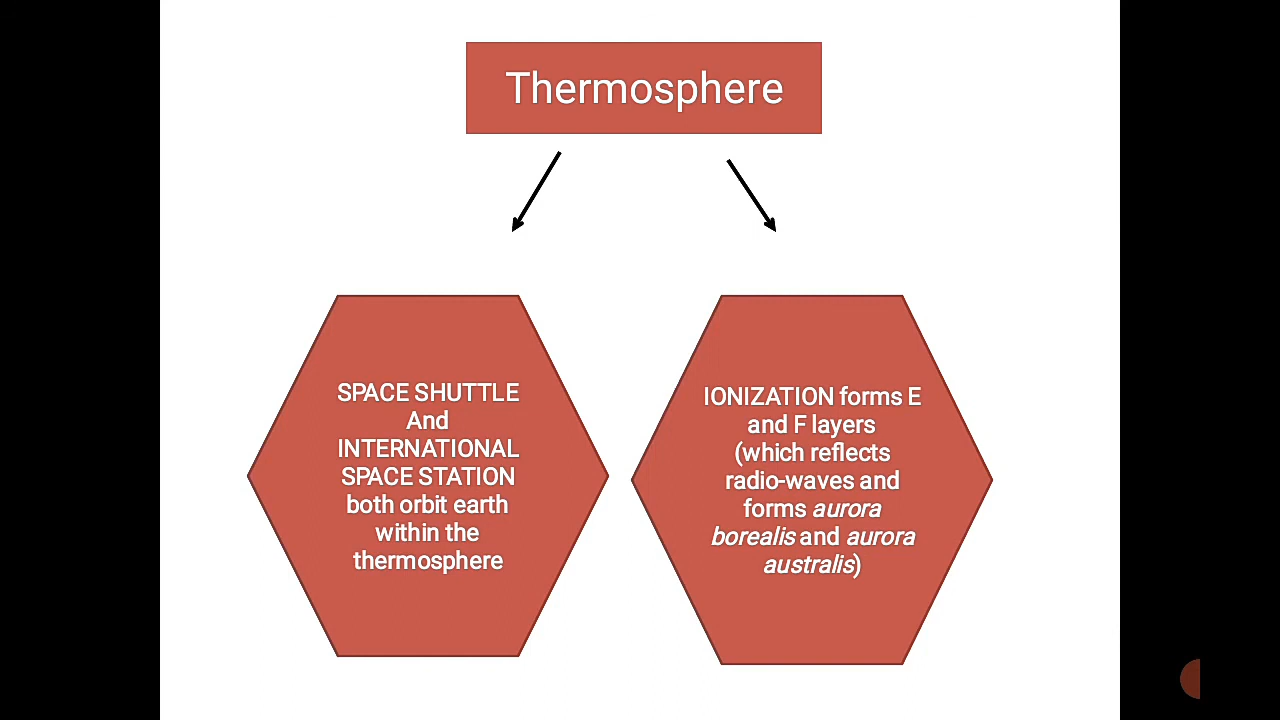 Thermosphere
SPACE SHUTTLE
And
INTERNATIONAL
SPACE STATION
both orbit earth
within the
thermosphere
IONIZATION forms E
and F layers
(which reflects
radio-waves and
forms aurora
borealis and aurora
australis)